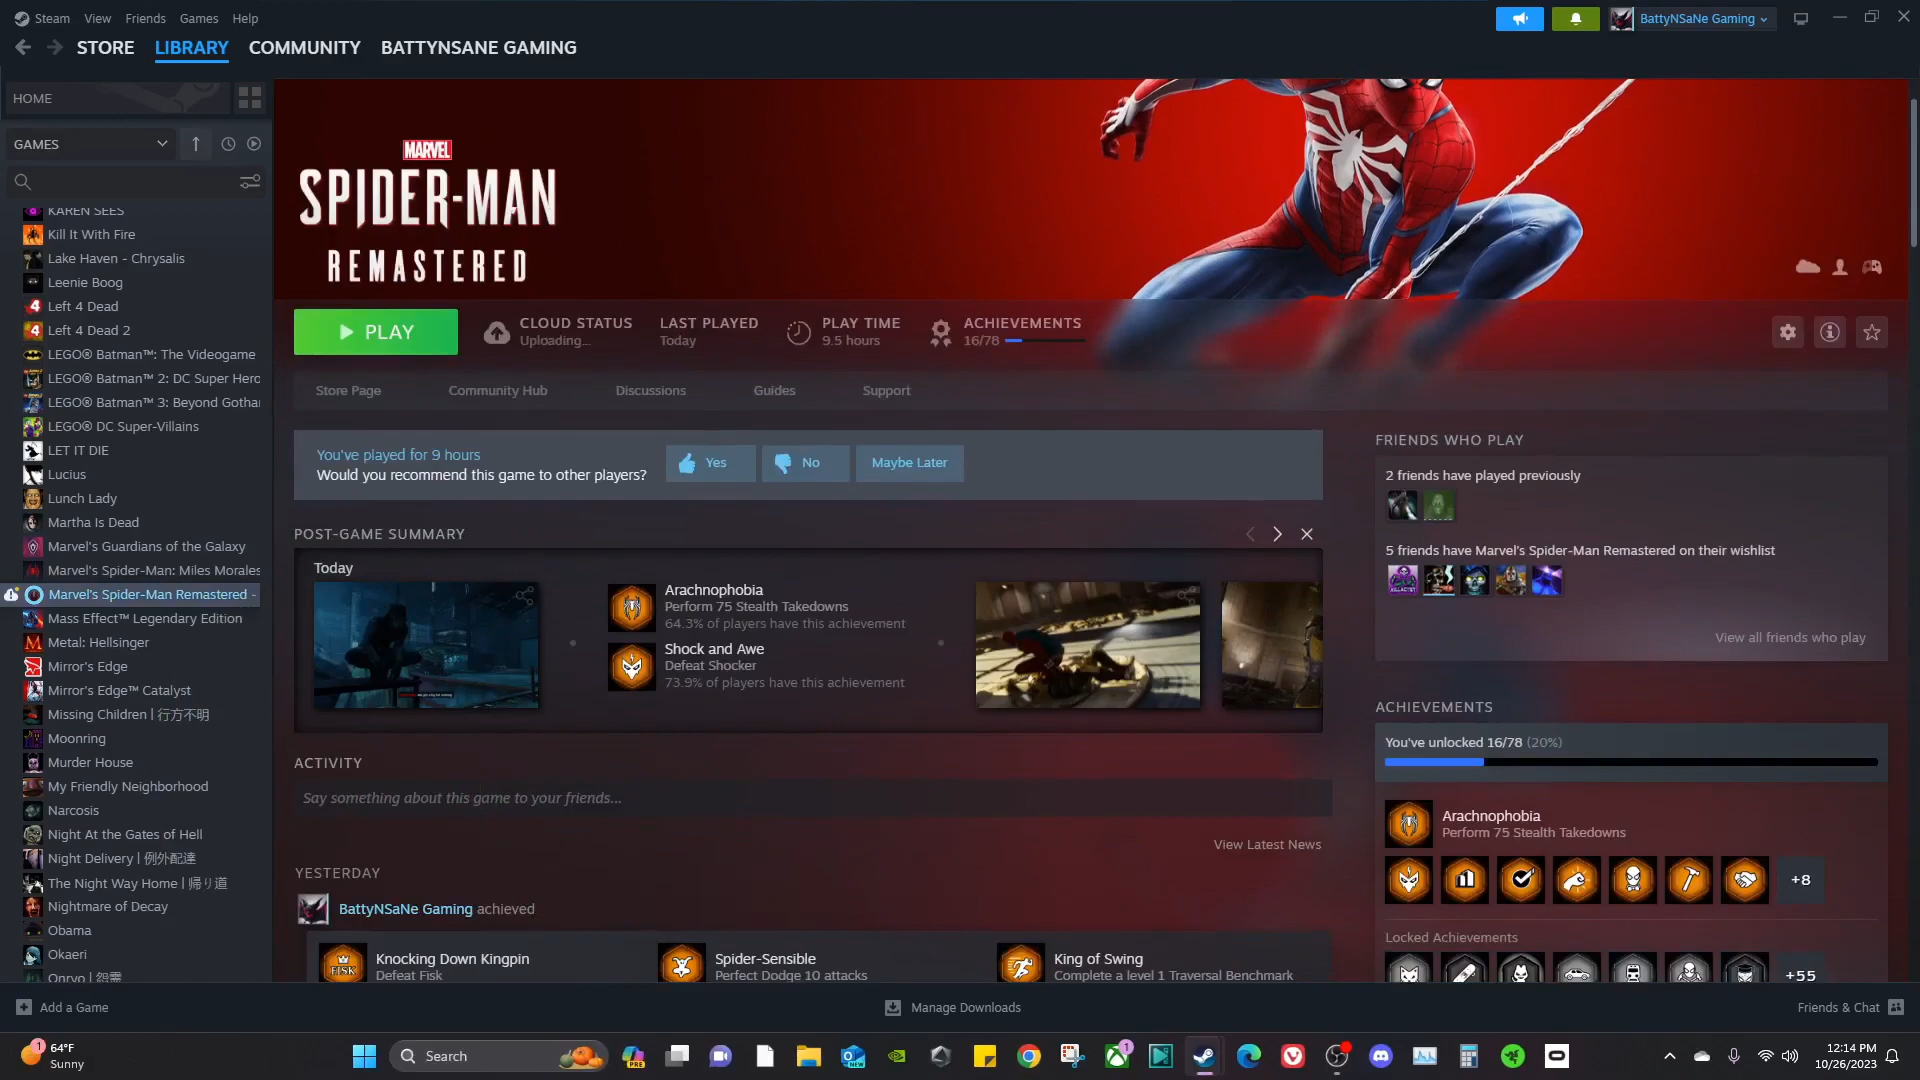 Steam View Friends Games Help
BattyNSaNe Gaming
STORE LIBRARY COMMUNITY BATTYNSANE GAMING
HOME
GAMES
KAREN SEES
Kill It With Fire
Lake Haven - Chrysalis
Leenie Boog
Left 4 Dead
Left 4 Dead 2
LEGO® Batman™: The Videogame
LEGO® Batman™ 2: DC Super Hero
LEGO® Batman™ 3: Beyond Gothar
LEGO® DC Super-Villains
LET IT DIE
Lucius
Lunch Lady
Martha Is Dead
Marvel's Guardians of the Galaxy
Marvel's Spider-Man: Miles Morales
Marvel's Spider-Man Remastered -
Mass Effect™ Legendary Edition
Metal: Hellsinger
Mirror's Edge
Mirror's Edge™ Catalyst
Missing Children | 行方不明
Moonring
Murder House
My Friendly Neighborhood
Narcosis
Night At the Gates of Hell
Night Delivery | 例外配達
The Night Way Home | 帰り道
Nightmare of Decay
Obama
Okaeri
Onryo | 怨霊
Add a Game
MARVEL
SPIDER-MAN
REMASTERED
PLAY
CLOUD STATUS
Uploading...
LAST PLAYED
Today
PLAY TIME
9.5 hours
ACHIEVEMENTS
16/78
Store Page Community Hub Discussions Guides Support
You've played for 9 hours
Would you recommend this game to other players?
Yes No Maybe Later
POST-GAME SUMMARY
Today
Arachnophobia
Perform 75 Stealth Takedowns
64.3% of players have this achievement
Shock and Awe
Defeat Shocker
73.9% of players have this achievement
ACTIVITY
Say something about this game to your friends...
View Latest News
YESTERDAY
BattyNSaNe Gaming achieved
FISK
Knocking Down Kingpin
Defeat Fisk
Spider-Sensible
Perfect Dodge 10 attacks
King of Swing
Complete a level 1 Traversal Benchmark
FRIENDS WHO PLAY
2 friends have played previously
5 friends have Marvel's Spider-Man Remastered on their wishlist
View all friends who play
ACHIEVEMENTS
You've unlocked 16/78 (20%)
Arachnophobia
Perform 75 Stealth Takedowns
+8
Locked Achievements
+55
Manage Downloads
Friends & Chat
1
64°F
Sunny
Search
PRE
NEW
1
12:14 PM
10/26/2023